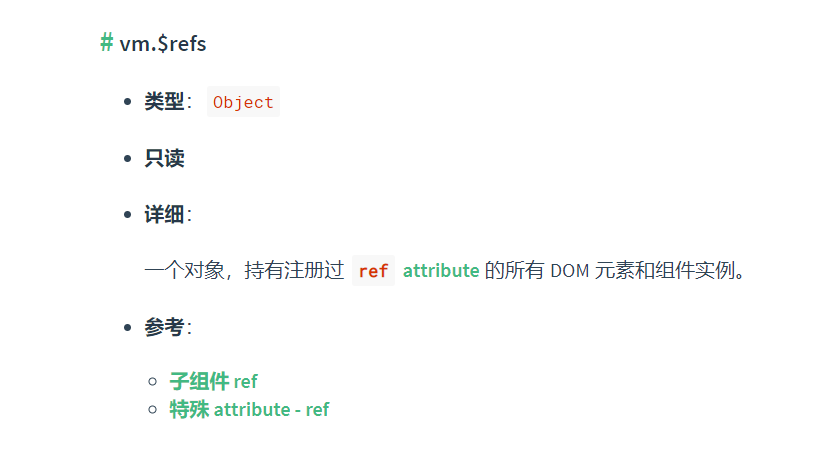 # vm.$refs
• 类型： Object
• 只读
• 详细：
一个对象，持有注册过 ref attribute 的所有 DOM 元素和组件实例。
• 参考：
○ 子组件 ref
○ 特殊 attribute - ref